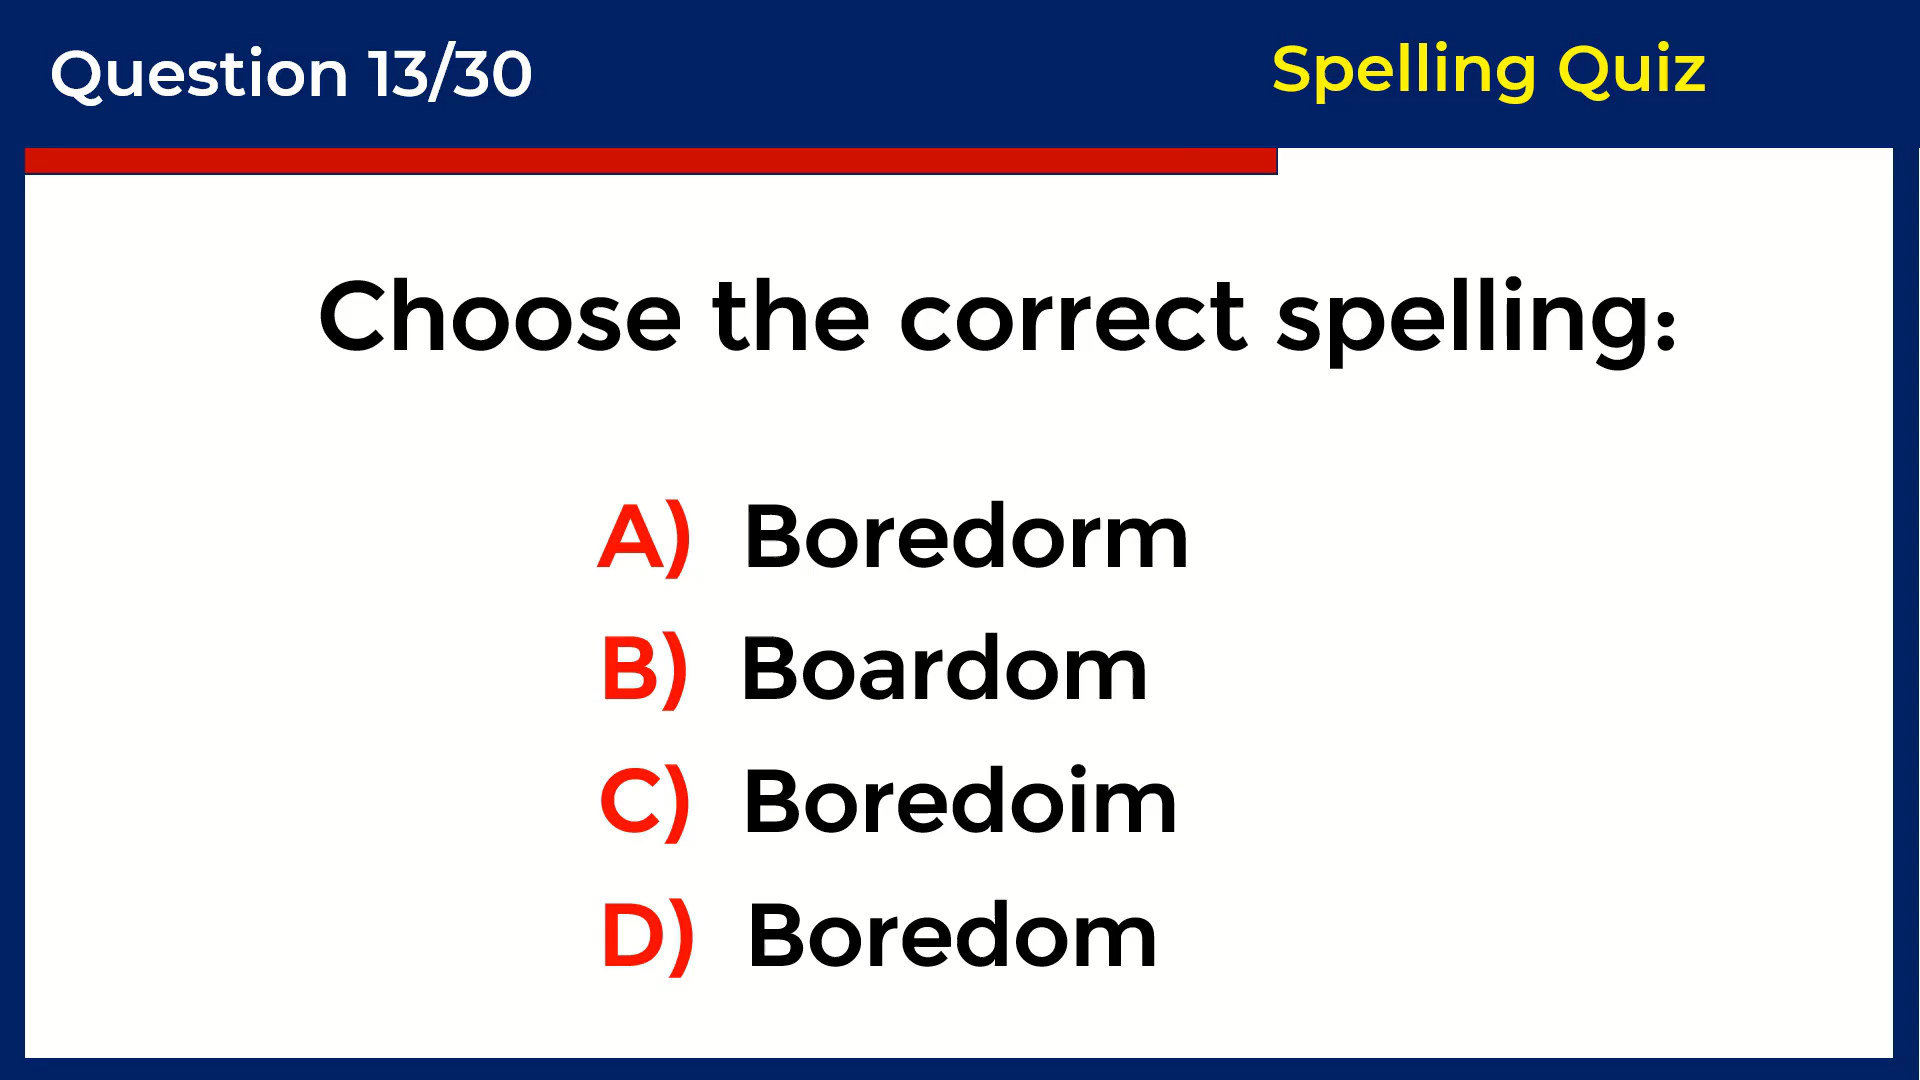 Question 13/30
Spelling Quiz
Choose the correct spelling:
A) Boredorm
B) Boardom
C) Boredoim
D) Boredom